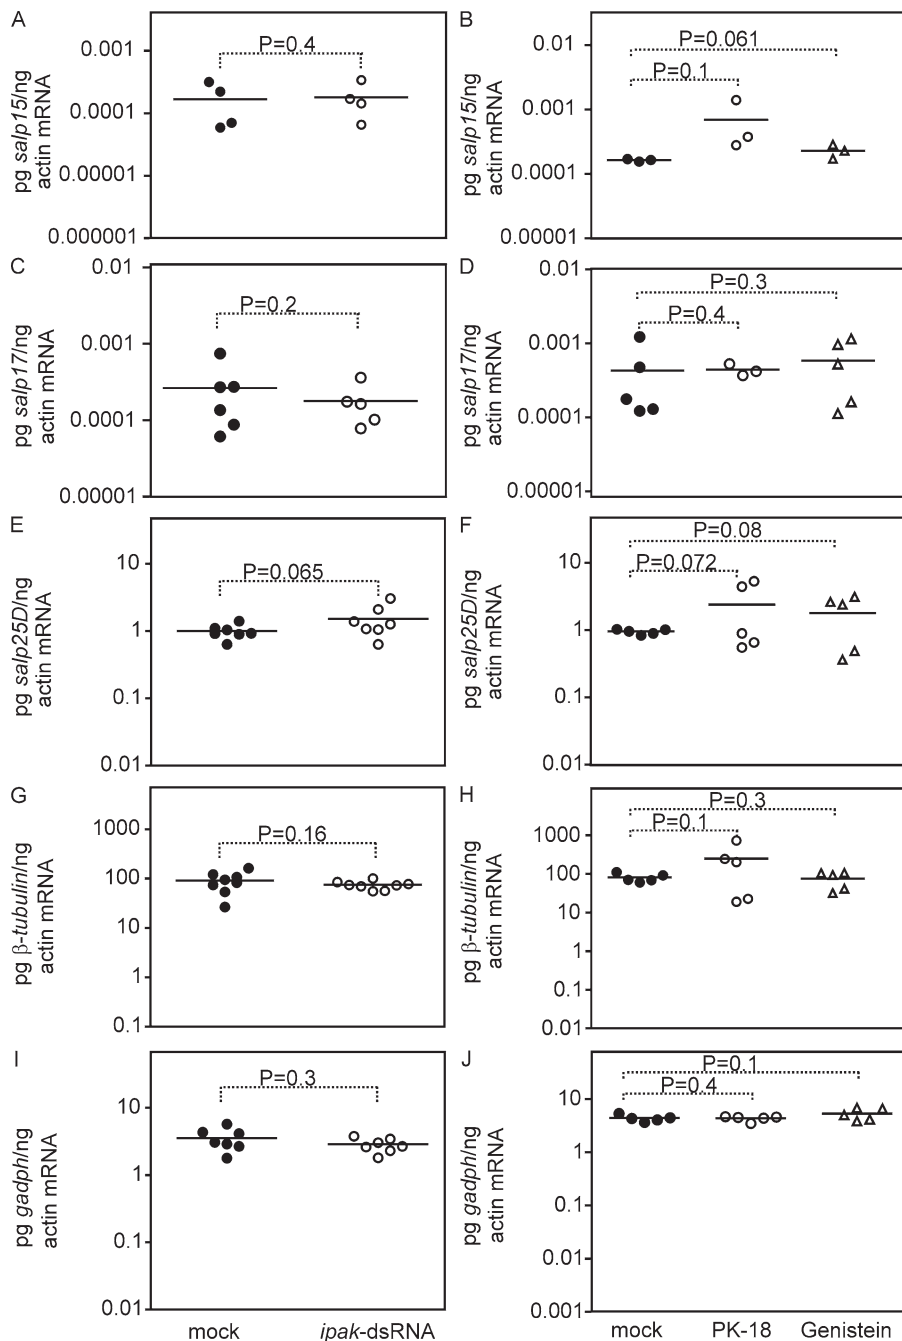 A
pg salp15/ng
actin mRNA
0.001
0.0001
0.00001
0.000001
P=0.4
B
pg salp15/ng
actin mRNA
0.01
0.001
0.0001
0.00001
P=0.061
P=0.1
C
pg salp17/ng
actin mRNA
0.01
0.001
0.0001
0.00001
P=0.2
D
pg salp17/ng
actin mRNA
0.01
0.001
0.0001
0.00001
P=0.3
P=0.4
E
pg salp25D/ng
actin mRNA
10
1
0.1
0.01
P=0.065
F
pg salp25D/ng
actin mRNA
10
1
0.1
0.01
P=0.08
P=0.072
G
pg β-tubulin/ng
actin mRNA
1000
100
10
1
0.1
P=0.16
H
pg β-tubulin/ng
actin mRNA
1000
100
10
1
0.1
0.01
P=0.3
P=0.1
I
pg gadph/ng
actin mRNA
10
1
0.1
0.01
P=0.3
mock
ipak-dsRNA
J
pg gadph/ng
actin mRNA
10
1
0.1
0.01
0.001
P=0.1
P=0.4
mock
PK-18
Genistein